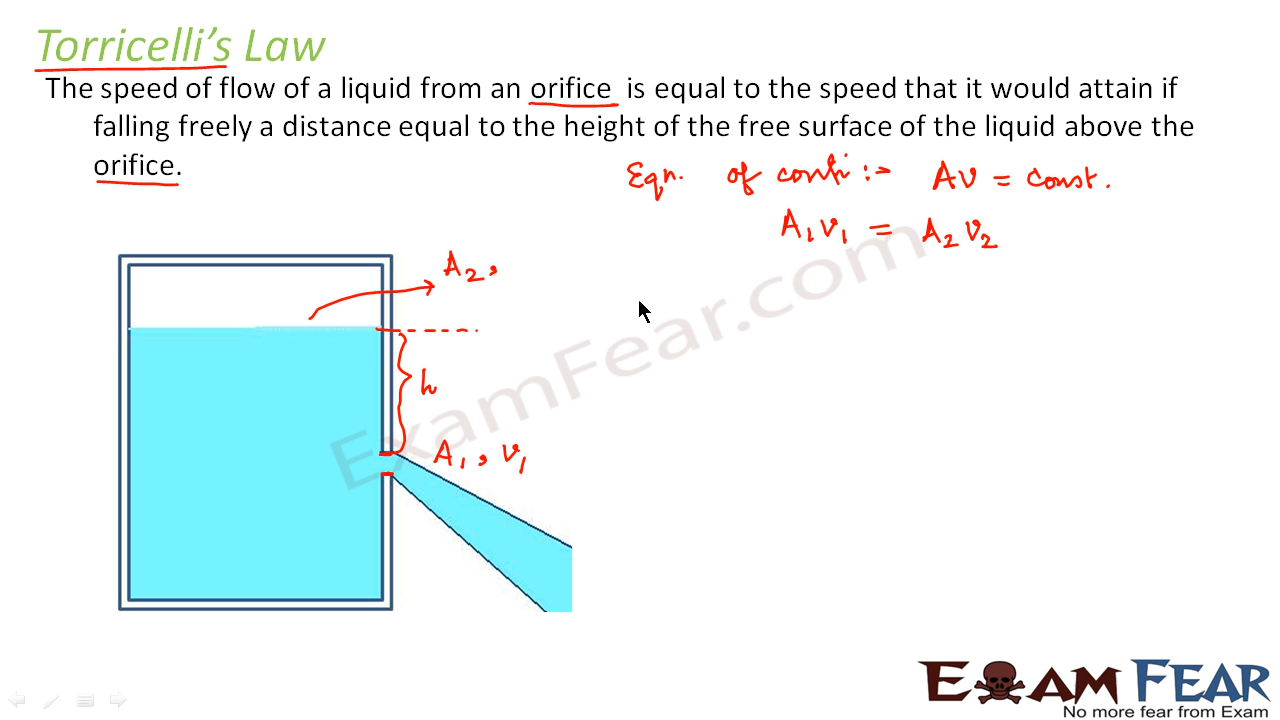 Torricelli's Law
The speed of flow of a liquid from an orifice is equal to the speed that it would attain if
falling freely a distance equal to the height of the free surface of the liquid above the
orifice.
Eqn. of conti :- Av = const.
A₁v₁ = A₂v₂
A₂,
h
A₁, v₁
ExamFear.com
EXAM FEAR
No more fear from Exam